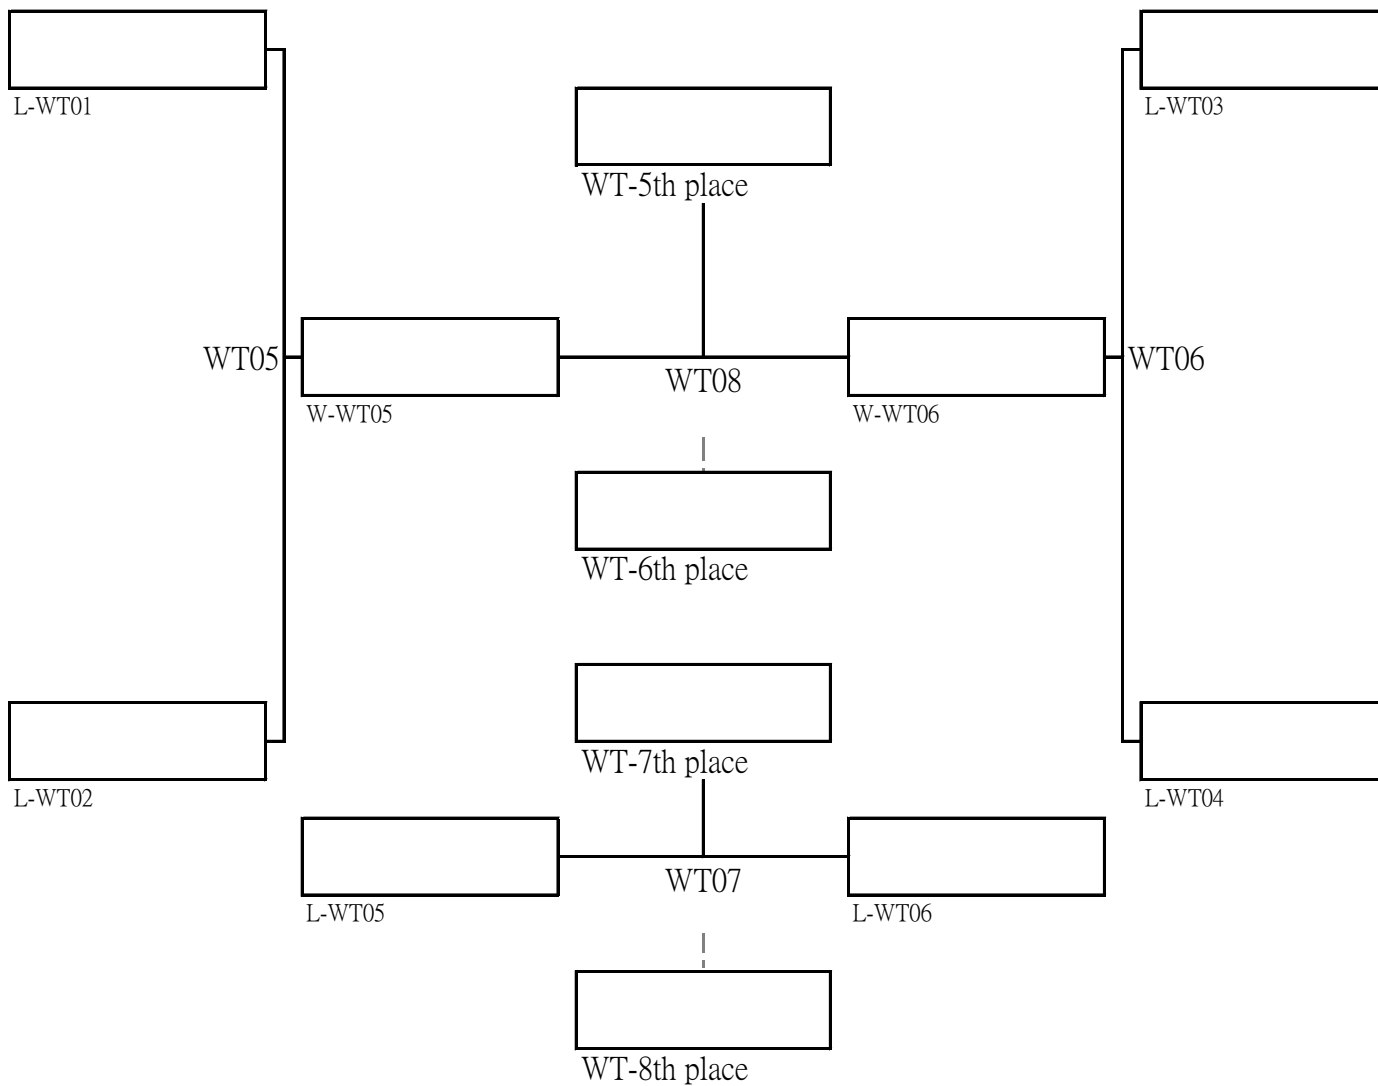 L-WT01
L-WT03
WT-5th place
WT05
WT08
WT06
W-WT05
W-WT06
WT-6th place
WT-7th place
L-WT02
L-WT04
WT07
L-WT05
L-WT06
WT-8th place